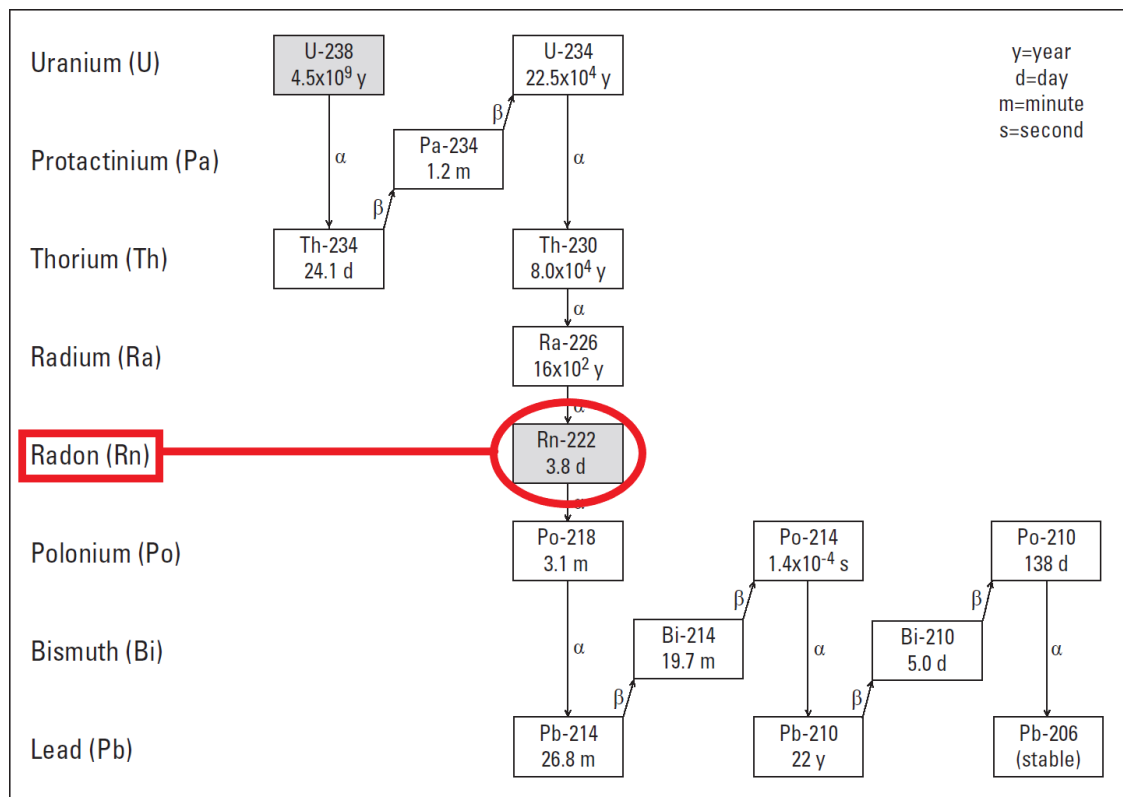 Uranium (U)
U-238
4.5x10⁹ y
U-234
22.5x10⁴ y
y=year
d=day
m=minute
s=second
β
Protactinium (Pa)
α
Pa-234
1.2 m
α
β
Thorium (Th)
Th-234
24.1 d
Th-230
8.0x10⁴ y
α
Radium (Ra)
Ra-226
16x10² y
α
Radon (Rn)
Rn-222
3.8 d
α
Polonium (Po)
Po-218
3.1 m
Po-214
1.4x10⁻⁴ s
Po-210
138 d
β
β
Bismuth (Bi)
α
Bi-214
19.7 m
α
Bi-210
5.0 d
α
β
β
Lead (Pb)
Pb-214
26.8 m
Pb-210
22 y
Pb-206
(stable)